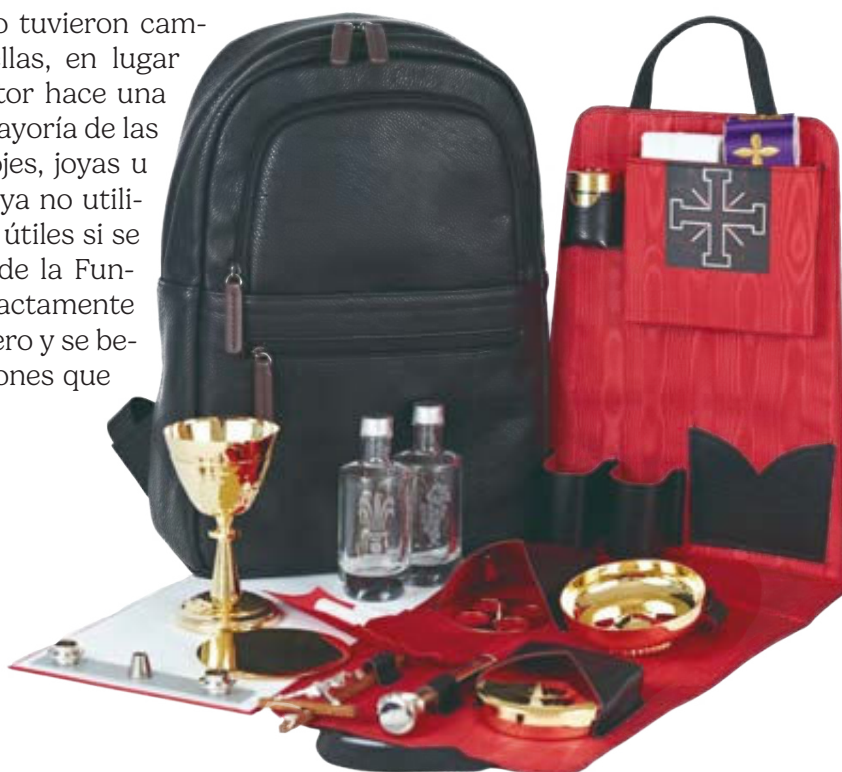 o tuvieron cam-
llas, en lugar
tor hace una
ayoría de las
ojes, joyas u
ya no utili-
útiles si se
de la Fun-
actamente
ero y se be-
ones que